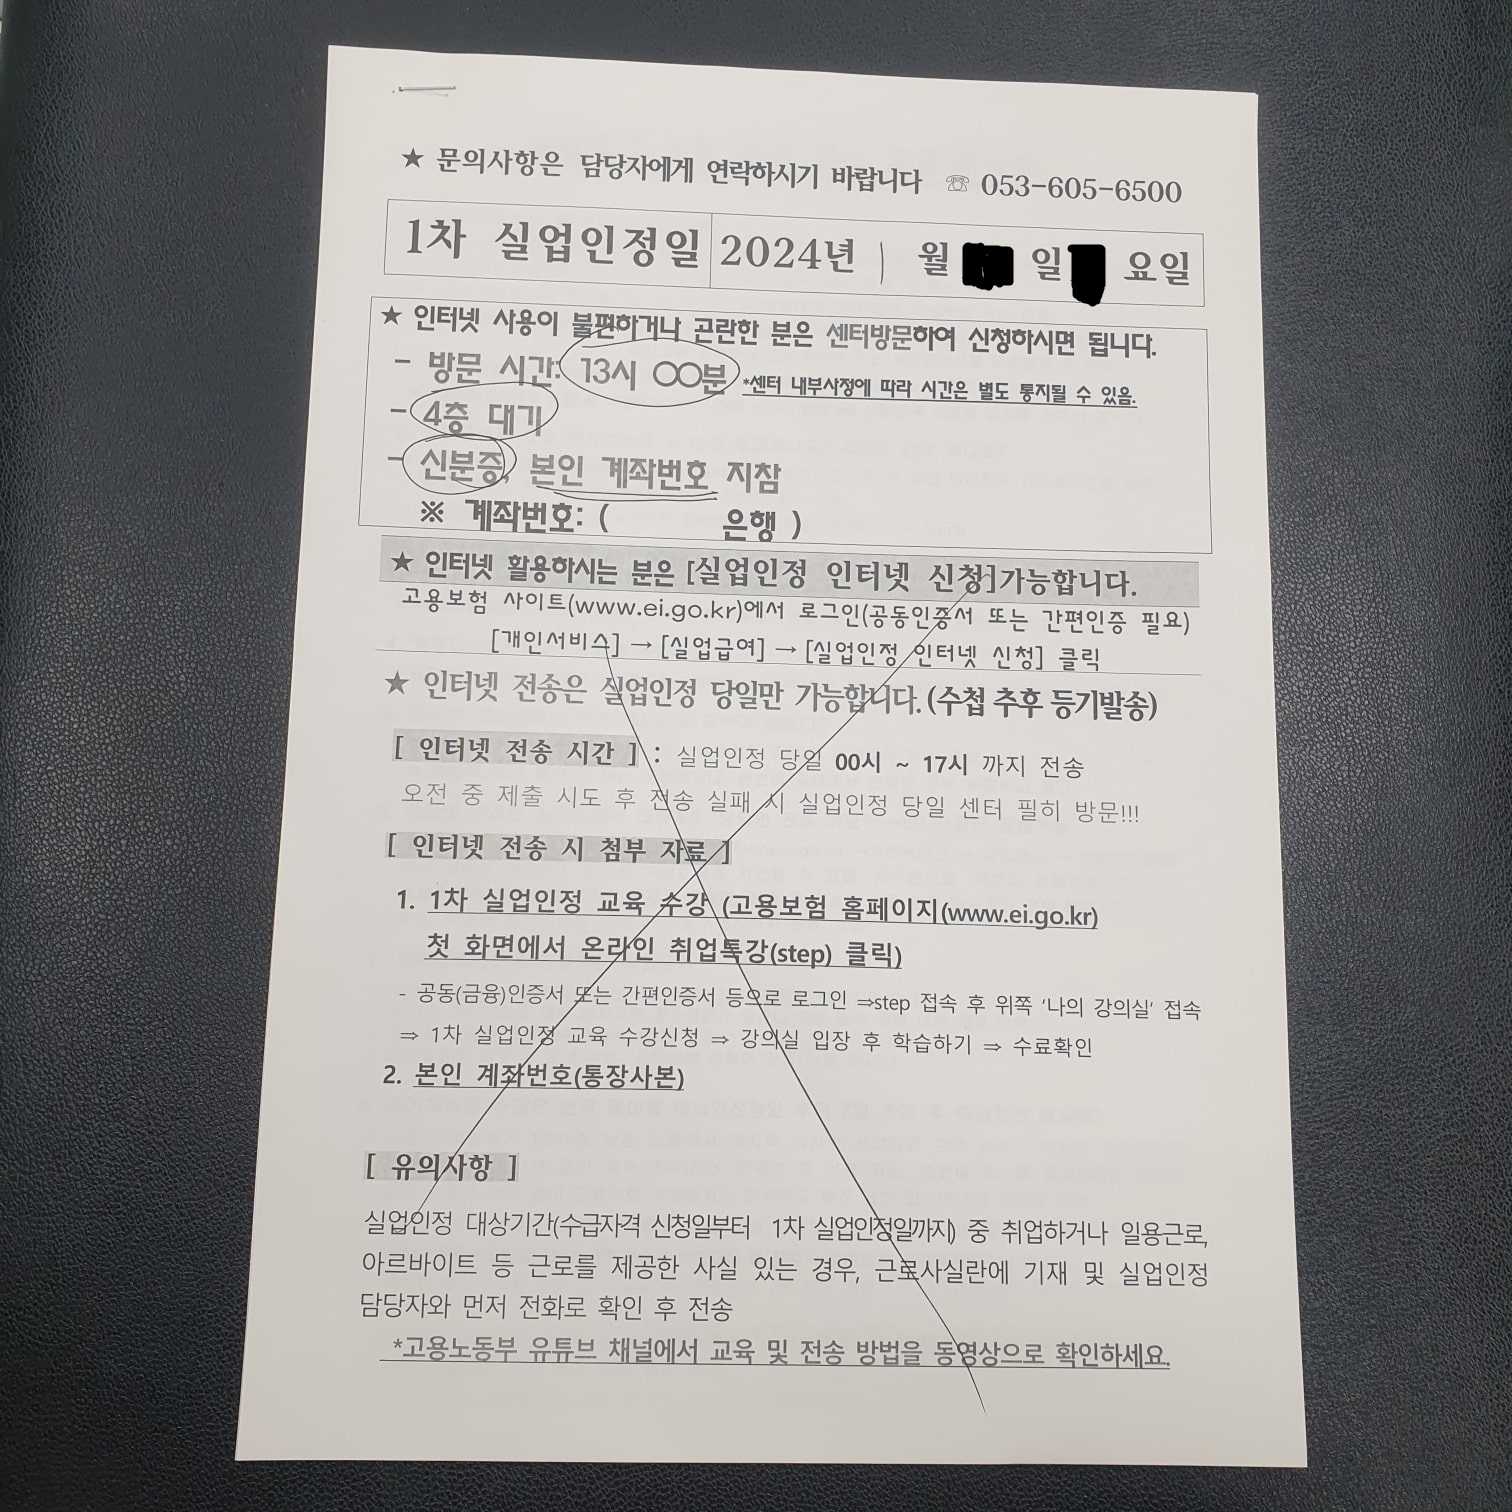 ★ 문의사항은 담당자에게 연락하시기 바랍니다 ☏ 053-605-6500
1차 실업인정일 2024년 1 월 일 요일
★ 인터넷 사용이 불편하거나 곤란한 분은 센터방문하여 신청하시면 됩니다.
- 방문 시간: 13시 00분 *센터 내부사정에 따라 시간은 별도 통지될 수 있음.
- 4층 대기
- 신분증, 본인 계좌번호 지참
※ 계좌번호: ( 은행 )
★ 인터넷 활용하시는 분은 [실업인정 인터넷 신청]가능합니다.
고용보험 사이트(www.ei.go.kr)에서 로그인(공동인증서 또는 간편인증 필요)
[개인서비스] → [실업급여] → [실업인정 인터넷 신청] 클릭
★ 인터넷 전송은 실업인정 당일만 가능합니다.(수첩 추후 등기발송)
[ 인터넷 전송 시간 ] : 실업인정 당일 00시 ~ 17시 까지 전송
오전 중 제출 시도 후 전송 실패 시 실업인정 당일 센터 필히 방문!!!
[ 인터넷 전송 시 첨부 자료 ]
1. 1차 실업인정 교육 수강 (고용보험 홈페이지(www.ei.go.kr)
첫 화면에서 온라인 취업특강(step) 클릭)
- 공동(금융)인증서 또는 간편인증서 등으로 로그인 ⇒step 접속 후 위쪽 '나의 강의실' 접속
⇒ 1차 실업인정 교육 수강신청 ⇒ 강의실 입장 후 학습하기 ⇒ 수료확인
2. 본인 계좌번호(통장사본)
[ 유의사항 ]
실업인정 대상기간(수급자격 신청일부터 1차 실업인정일까지) 중 취업하거나 일용근로,
아르바이트 등 근로를 제공한 사실 있는 경우, 근로사실란에 기재 및 실업인정
담당자와 먼저 전화로 확인 후 전송
*고용노동부 유튜브 채널에서 교육 및 전송 방법을 동영상으로 확인하세요.